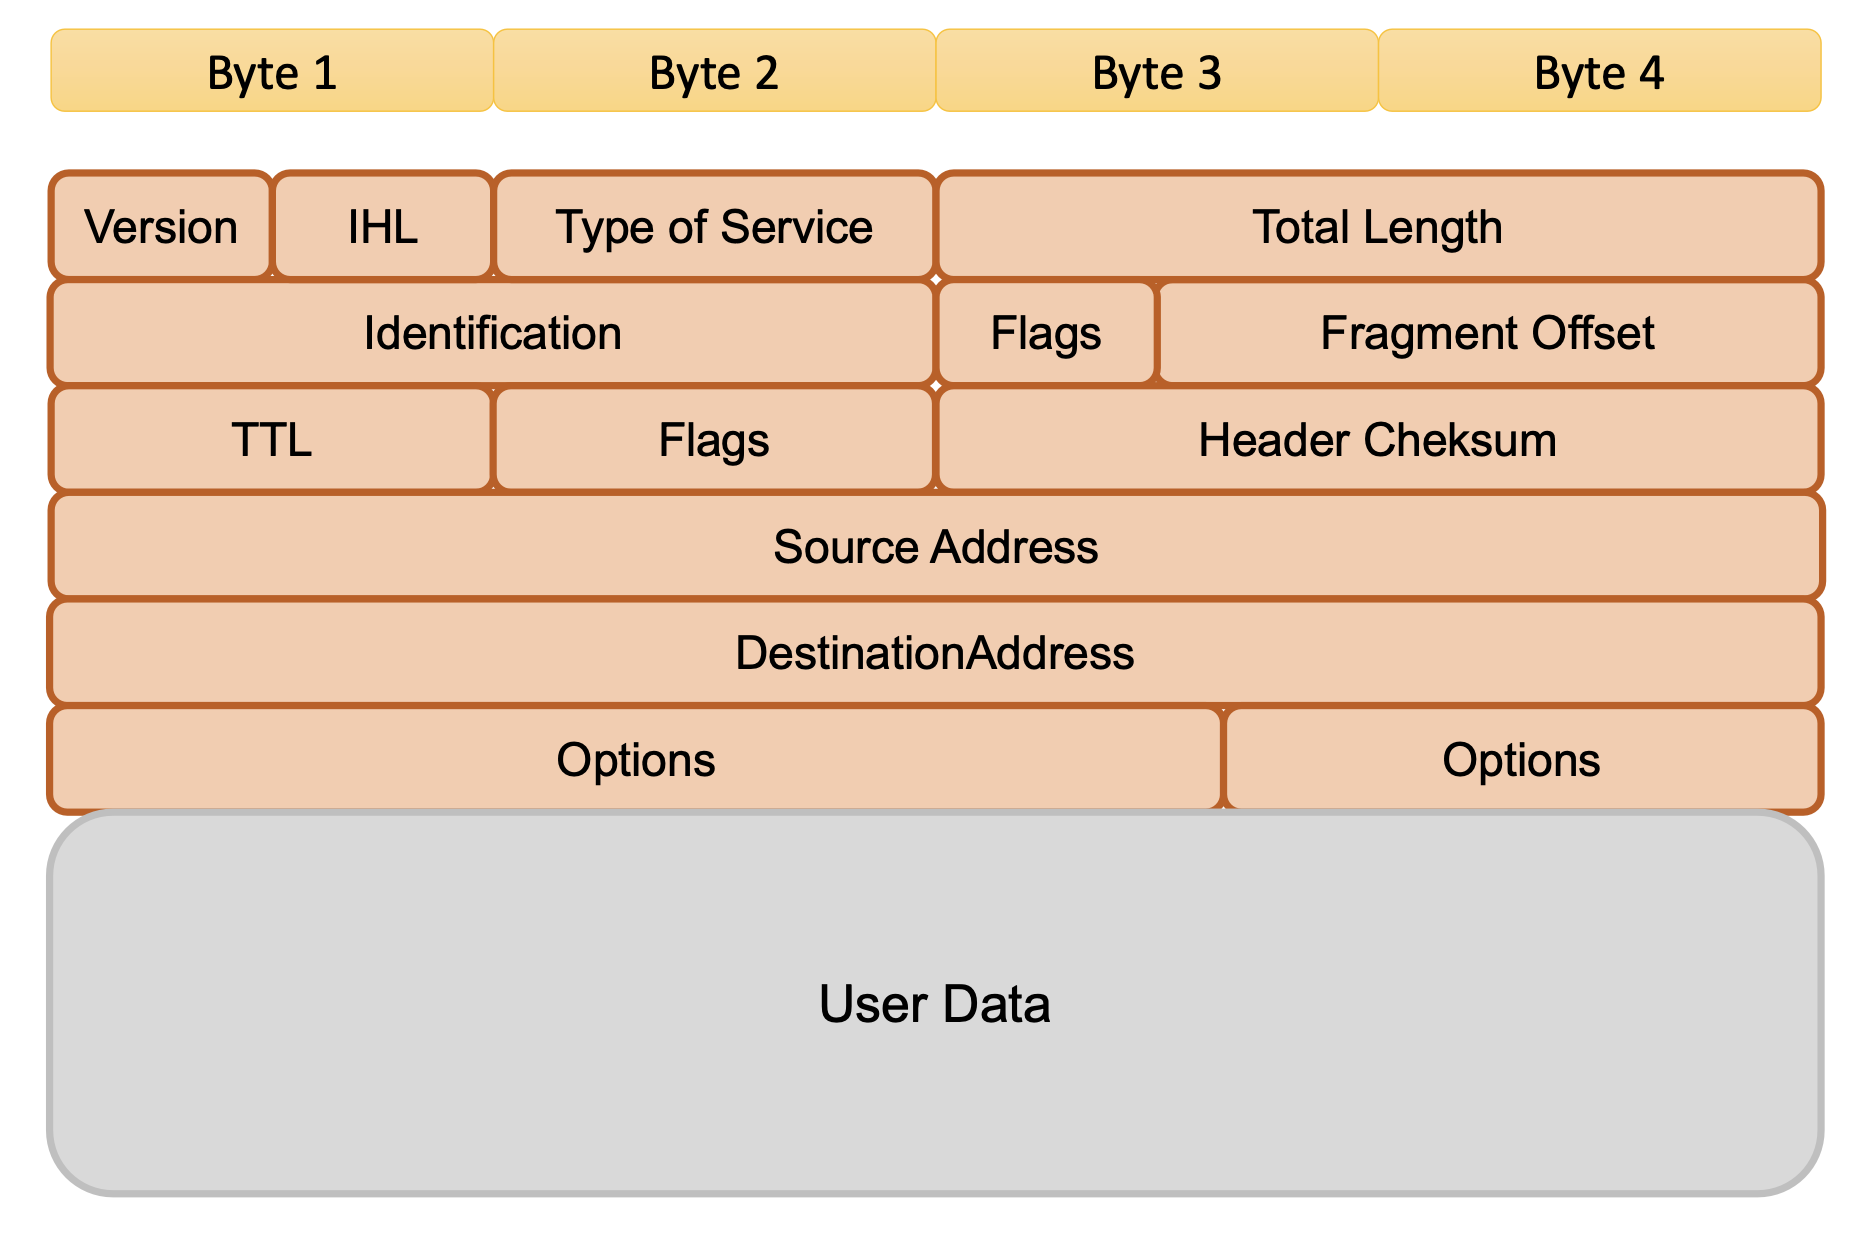 Byte 1 Byte 2 Byte 3 Byte 4
Version IHL Type of Service Total Length
Identification Flags Fragment Offset
TTL Flags Header Cheksum
Source Address
DestinationAddress
Options Options
User Data